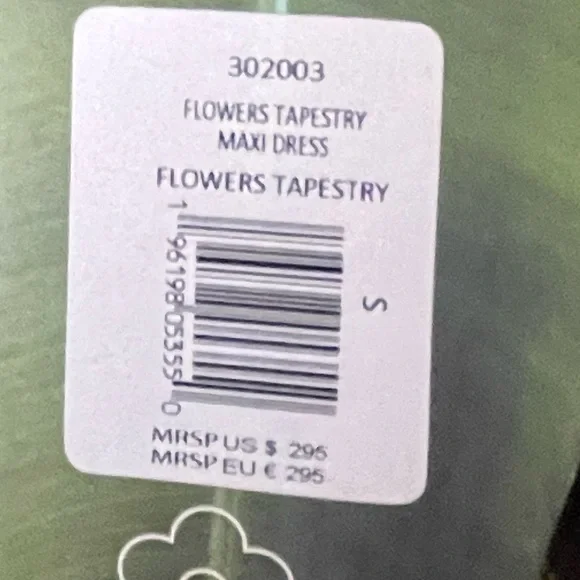 302003
FLOWERS TAPESTRY
MAXI DRESS
FLOWERS TAPESTRY
1 96198 05355 0
S
MRSP US $ 295
MRSP EU € 295